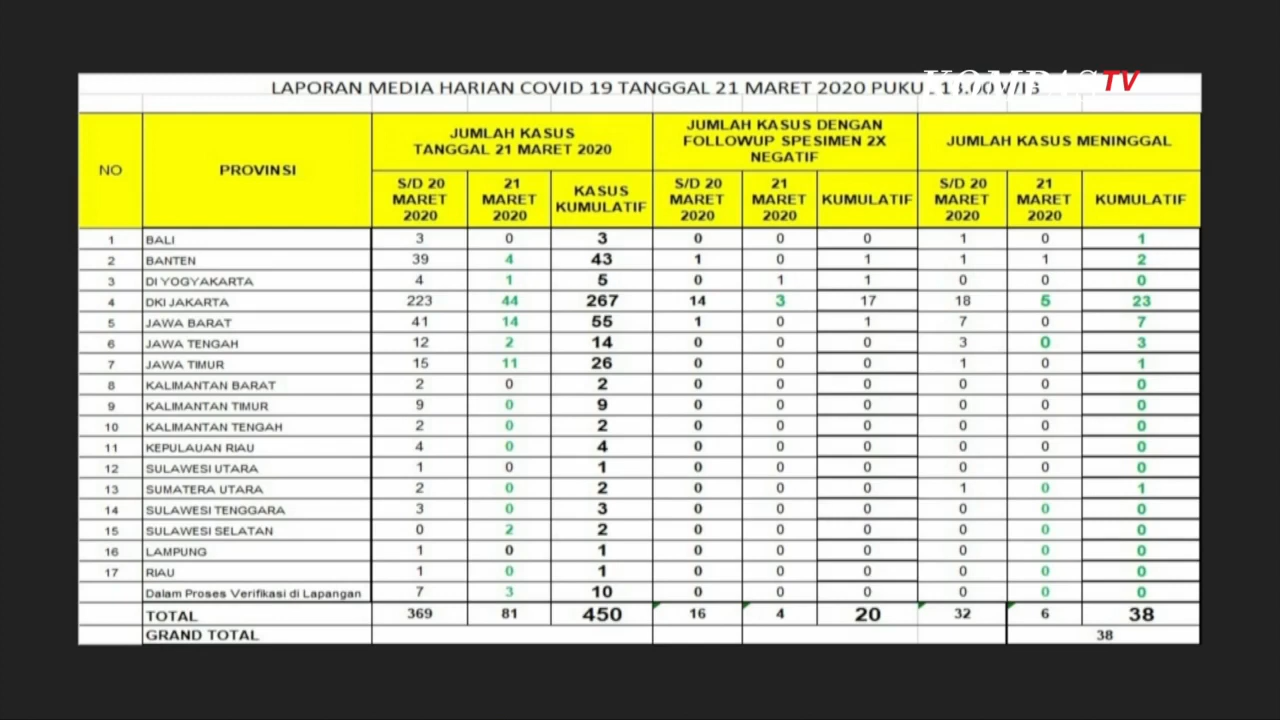 KOMPAS TV
LAPORAN MEDIA HARIAN COVID 19 TANGGAL 21 MARET 2020
NO PROVINSI JUMLAH KASUS TANGGAL 21 MARET 2020 JUMLAH KASUS DENGAN FOLLOWUP SPESIMEN 2X NEGATIF JUMLAH KASUS MENINGGAL
S/D 20 MARET 2020 21 MARET 2020 KASUS KUMULATIF S/D 20 MARET 2020 21 MARET 2020 KUMULATIF S/D 20 MARET 2020 21 MARET 2020 KUMULATIF
1 BALI 3 0 3 0 0 0 1 0 1
2 BANTEN 39 4 43 1 0 1 1 1 2
3 DI YOGYAKARTA 4 1 5 0 1 1 0 0 0
4 DKI JAKARTA 223 44 267 14 3 17 18 5 23
5 JAWA BARAT 41 14 55 1 0 1 7 0 7
6 JAWA TENGAH 12 2 14 0 0 0 3 0 3
7 JAWA TIMUR 15 11 26 0 0 0 1 0 1
8 KALIMANTAN BARAT 2 0 2 0 0 0 0 0 0
9 KALIMANTAN TIMUR 9 0 9 0 0 0 0 0 0
10 KALIMANTAN TENGAH 2 0 2 0 0 0 0 0 0
11 KEPULAUAN RIAU 4 0 4 0 0 0 0 0 0
12 SULAWESI UTARA 1 0 1 0 0 0 0 0 0
13 SUMATERA UTARA 2 0 2 0 0 0 1 0 1
14 SULAWESI TENGGARA 3 0 3 0 0 0 0 0 0
15 SULAWESI SELATAN 0 2 2 0 0 0 0 0 0
16 LAMPUNG 1 0 1 0 0 0 0 0 0
17 RIAU 1 0 1 0 0 0 0 0 0
Dalam Proses Verifikasi di Lapangan 7 3 10 0 0 0 0 0 0
TOTAL 369 81 450 16 4 20 32 6 38
GRAND TOTAL 38